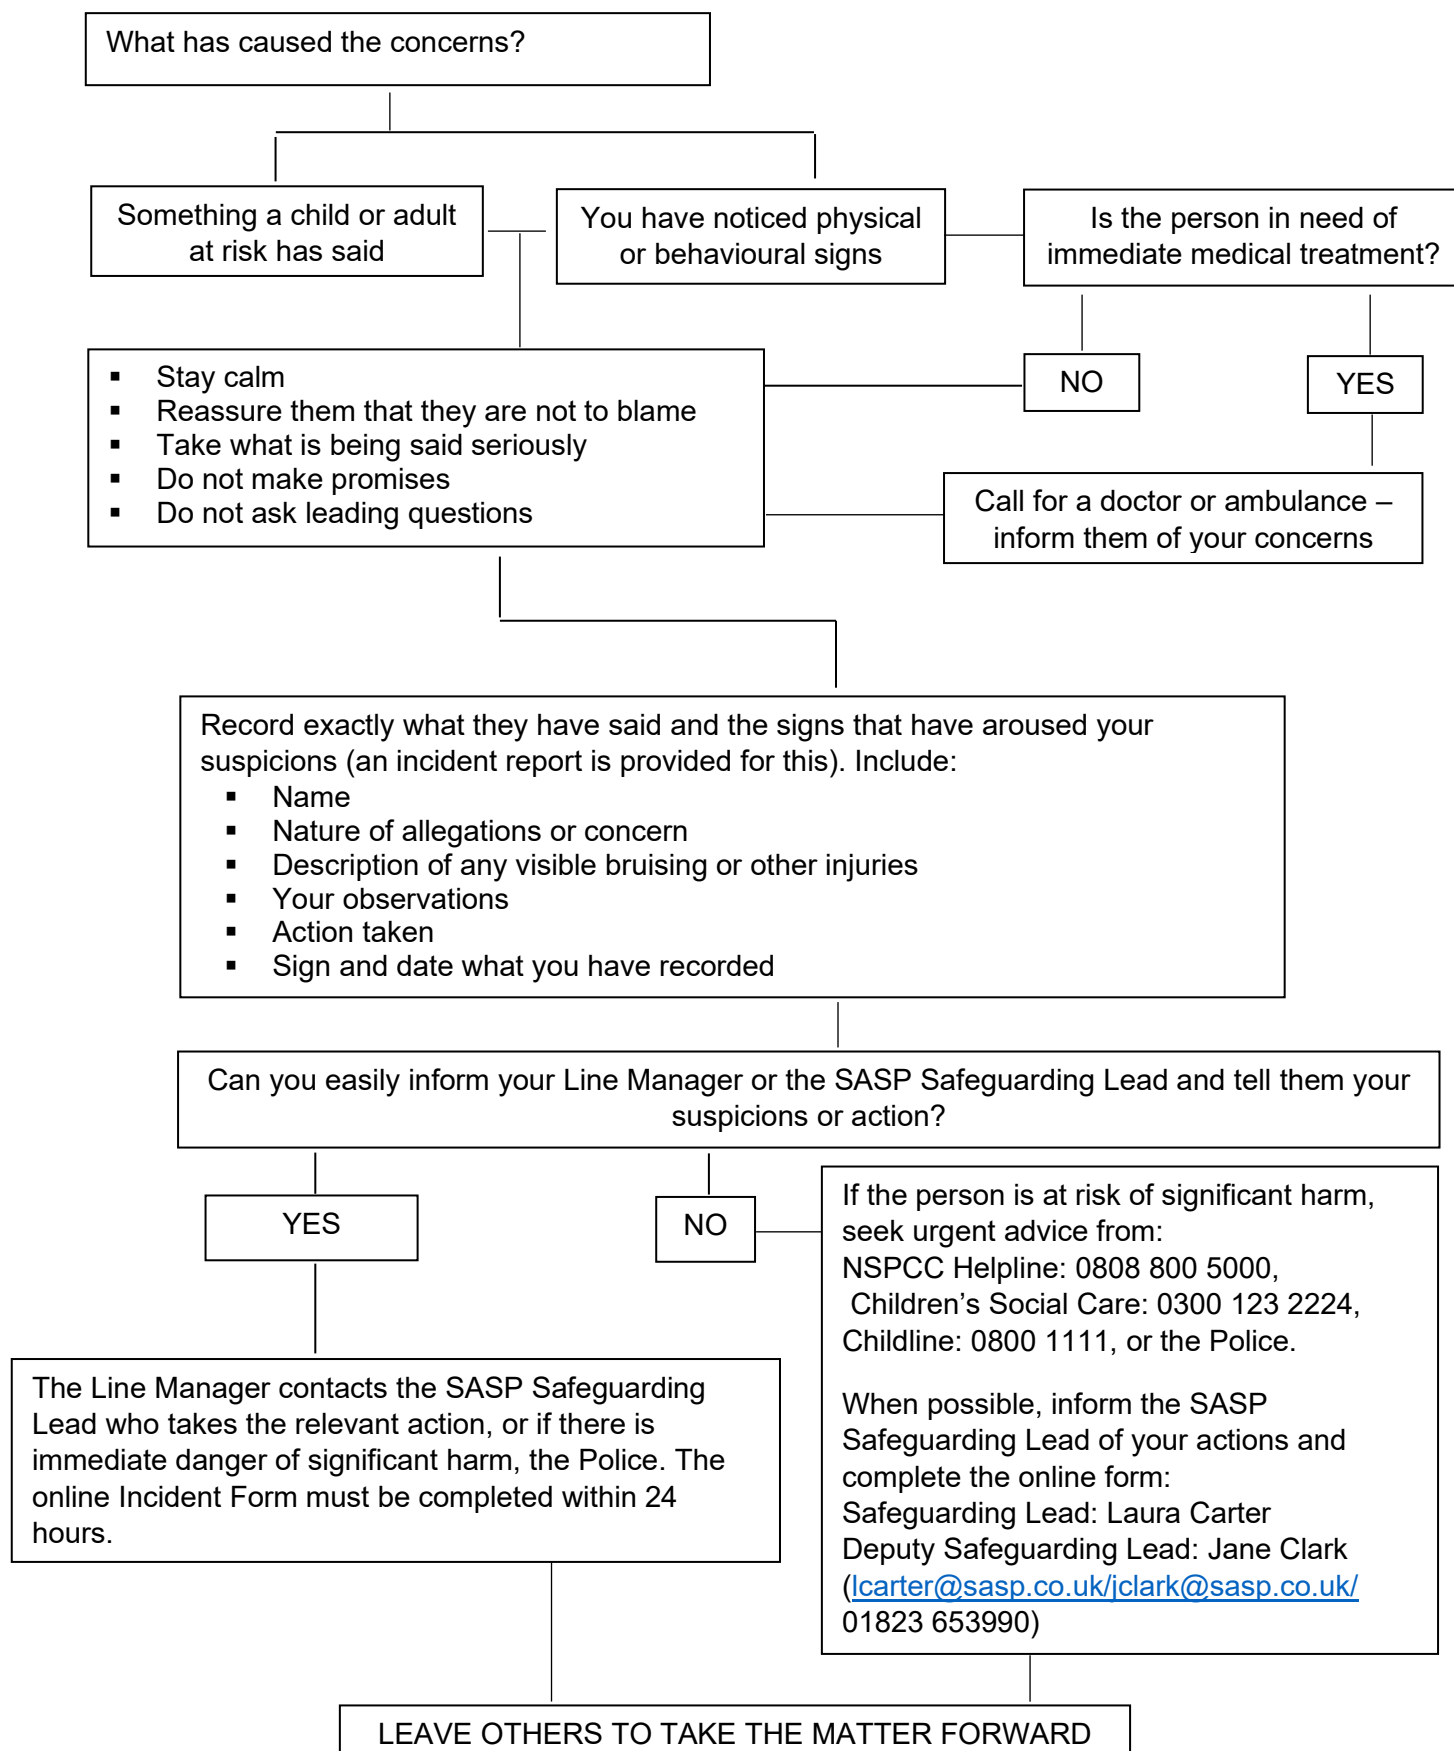 What has caused the concerns?
Something a child or adult
at risk has said
You have noticed physical
or behavioural signs
Is the person in need of
immediate medical treatment?
▪ Stay calm
▪ Reassure them that they are not to blame
▪ Take what is being said seriously
▪ Do not make promises
▪ Do not ask leading questions
NO
YES
Call for a doctor or ambulance –
inform them of your concerns
Record exactly what they have said and the signs that have aroused your
suspicions (an incident report is provided for this). Include:
▪ Name
▪ Nature of allegations or concern
▪ Description of any visible bruising or other injuries
▪ Your observations
▪ Action taken
▪ Sign and date what you have recorded
Can you easily inform your Line Manager or the SASP Safeguarding Lead and tell them your
suspicions or action?
YES
NO
If the person is at risk of significant harm,
seek urgent advice from:
NSPCC Helpline: 0808 800 5000,
Children’s Social Care: 0300 123 2224,
Childline: 0800 1111, or the Police.
When possible, inform the SASP
Safeguarding Lead of your actions and
complete the online form:
Safeguarding Lead: Laura Carter
Deputy Safeguarding Lead: Jane Clark
(lcarter@sasp.co.uk/jclark@sasp.co.uk/
01823 653990)
The Line Manager contacts the SASP Safeguarding
Lead who takes the relevant action, or if there is
immediate danger of significant harm, the Police. The
online Incident Form must be completed within 24
hours.
LEAVE OTHERS TO TAKE THE MATTER FORWARD